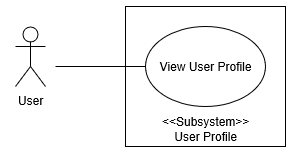 View User Profile
User
<<Subsystem>>
User Profile